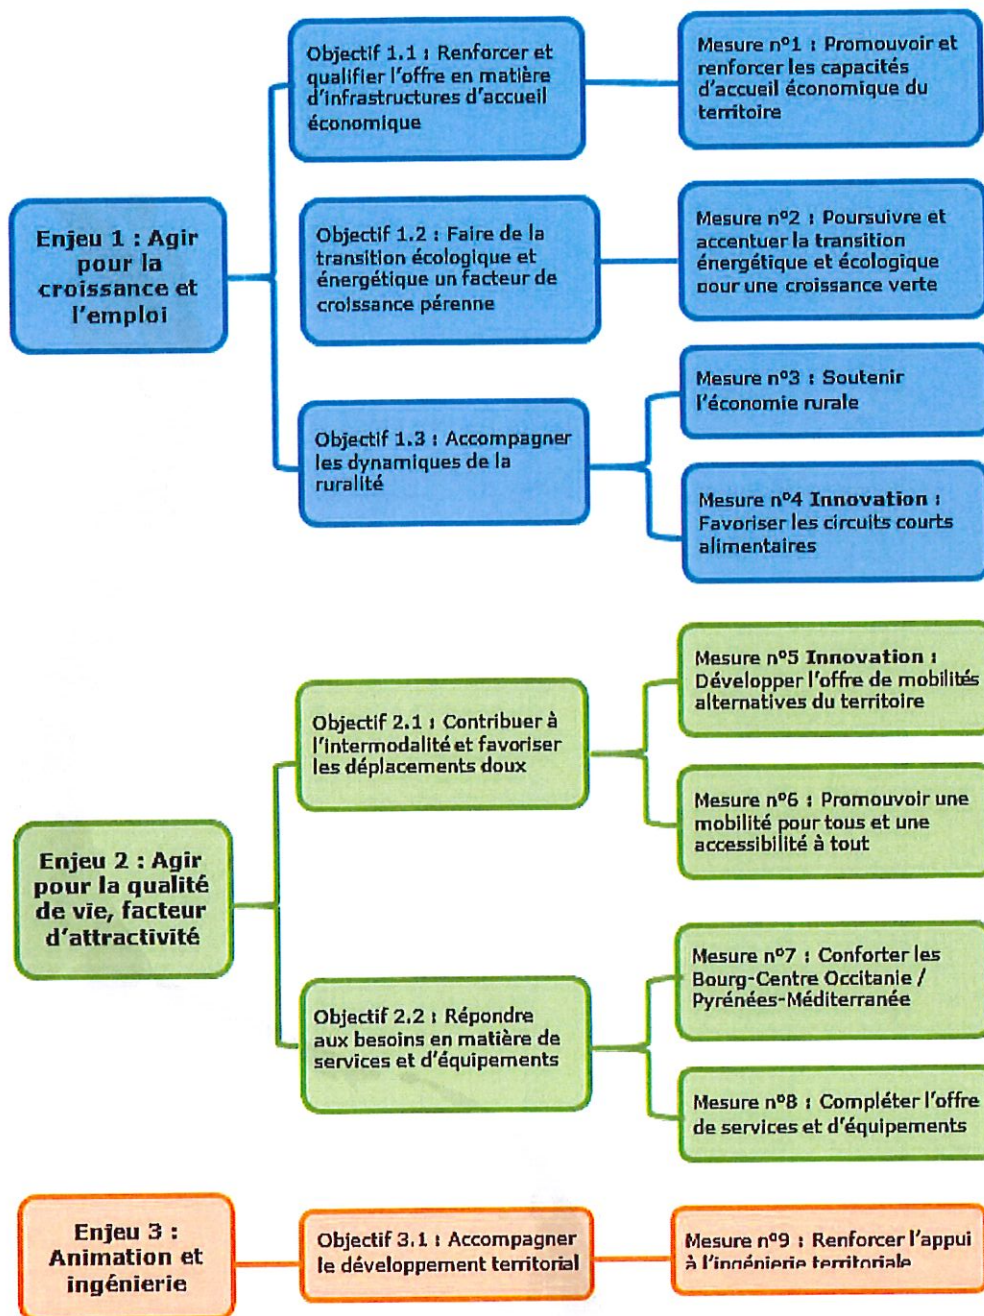 Enjeu 1 : Agir
pour la
croissance et
l'emploi
Objectif 1.1 : Renforcer et
qualifier l'offre en matière
d'infrastructures d'accueil
économique
Mesure n°1 : Promouvoir et
renforcer les capacités
d'accueil économique du
territoire
Objectif 1.2 : Faire de la
transition écologique et
énergétique un facteur de
croissance pérenne
Mesure n°2 : Poursuivre et
accentuer la transition
énergétique et écologique
pour une croissance verte
Objectif 1.3 : Accompagner
les dynamiques de la
ruralité
Mesure n°3 : Soutenir
l'économie rurale
Mesure n°4 Innovation :
Favoriser les circuits courts
alimentaires
Enjeu 2 : Agir
pour la qualité
de vie, facteur
d'attractivité
Objectif 2.1 : Contribuer à
l'intermodalité et favoriser
les déplacements doux
Mesure n°5 Innovation :
Développer l'offre de mobilités
alternatives du territoire
Mesure n°6 : Promouvoir une
mobilité pour tous et une
accessibilité à tout
Objectif 2.2 : Répondre
aux besoins en matière de
services et d'équipements
Mesure n°7 : Conforter les
Bourg-Centre Occitanie /
Pyrénées-Méditerranée
Mesure n°8 : Compléter l'offre
de services et d'équipements
Enjeu 3 :
Animation et
ingénierie
Objectif 3.1 : Accompagner
le développement territorial
Mesure n°9 : Renforcer l'appui
à l'ingénierie territoriale